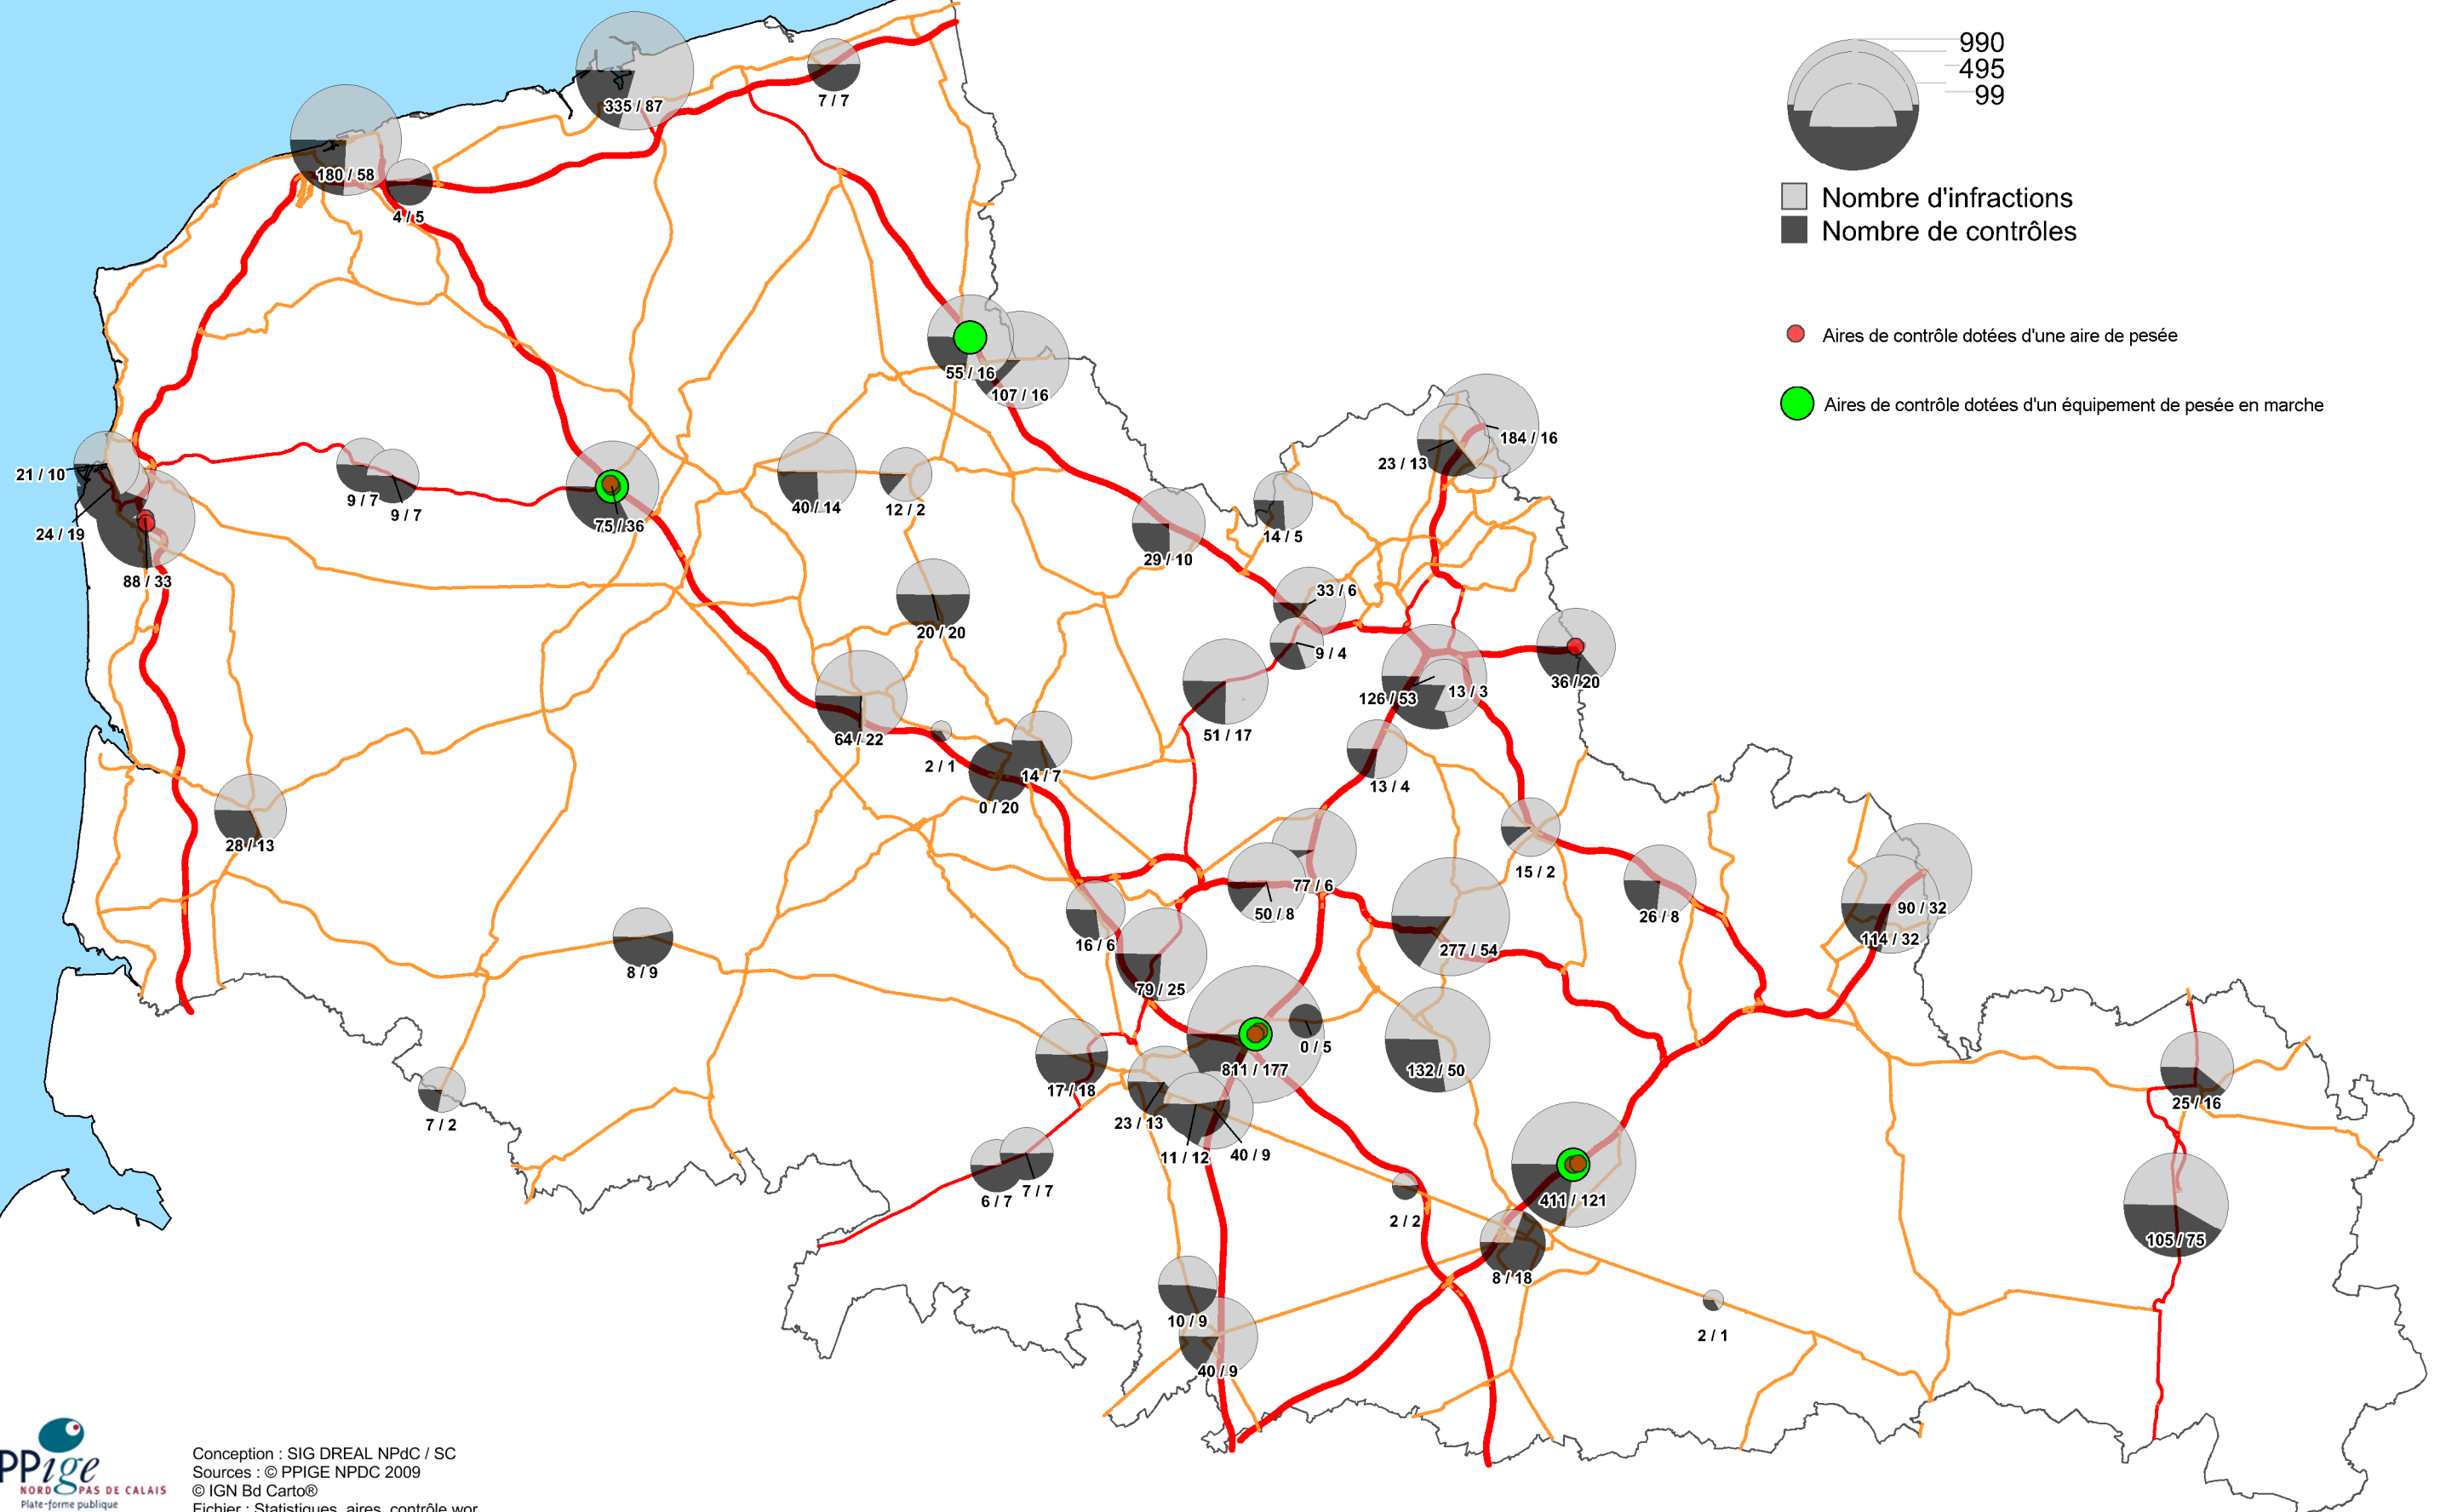 990
495
99
Nombre d'infractions
Nombre de contrôles
Aires de contrôle dotées d'une aire de pesée
Aires de contrôle dotées d'un équipement de pesée en marche
335 / 87
7 / 7
180 / 58
4 / 5
55 / 16
107 / 16
184 / 16
23 / 13
21 / 10
9 / 7
9 / 7
24 / 19
88 / 33
75 / 36
40 / 14
12 / 2
29 / 10
14 / 5
33 / 6
20 / 20
9 / 4
126 / 53
13 / 3
36 / 20
64 / 22
2 / 1
14 / 7
0 / 20
51 / 17
13 / 4
28 / 13
15 / 2
77 / 6
50 / 8
26 / 8
90 / 32
114 / 32
16 / 6
8 / 9
277 / 54
79 / 25
0 / 5
811 / 177
132 / 50
17 / 18
25 / 16
7 / 2
23 / 13
11 / 12
40 / 9
6 / 7
7 / 7
411 / 121
2 / 2
105 / 75
8 / 18
10 / 9
2 / 1
40 / 9
PPige
NORD PAS DE CALAIS
Plate-forme publique
Conception : SIG DREAL NPdC / SC
Sources : © PPIGE NPDC 2009
© IGN Bd Carto®
Fichier : Statistiques_aires_contrôle.wor